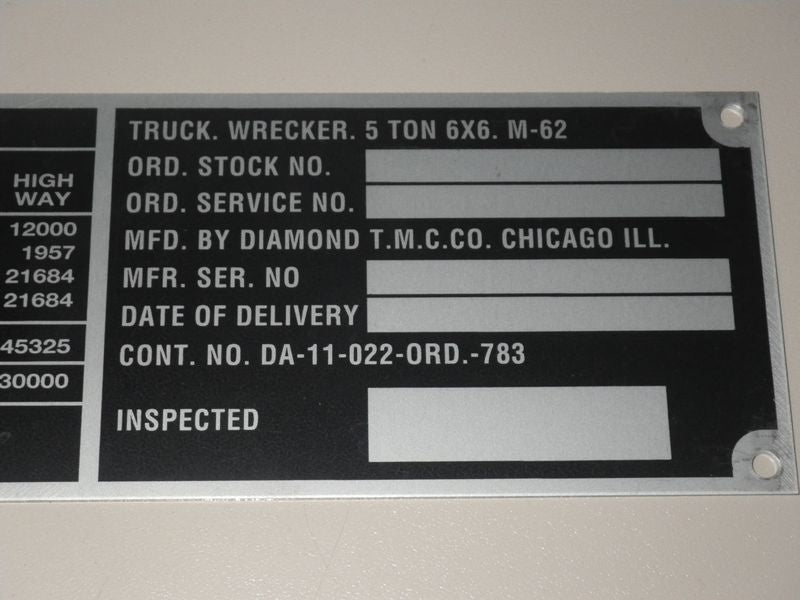 HIGH
WAY
12000
1957
21684
21684
45325
30000
TRUCK. WRECKER. 5 TON 6X6. M-62
ORD. STOCK NO.
ORD. SERVICE NO.
MFD. BY DIAMOND T.M.C.CO. CHICAGO ILL.
MFR. SER. NO
DATE OF DELIVERY
CONT. NO. DA-11-022-ORD.-783
INSPECTED